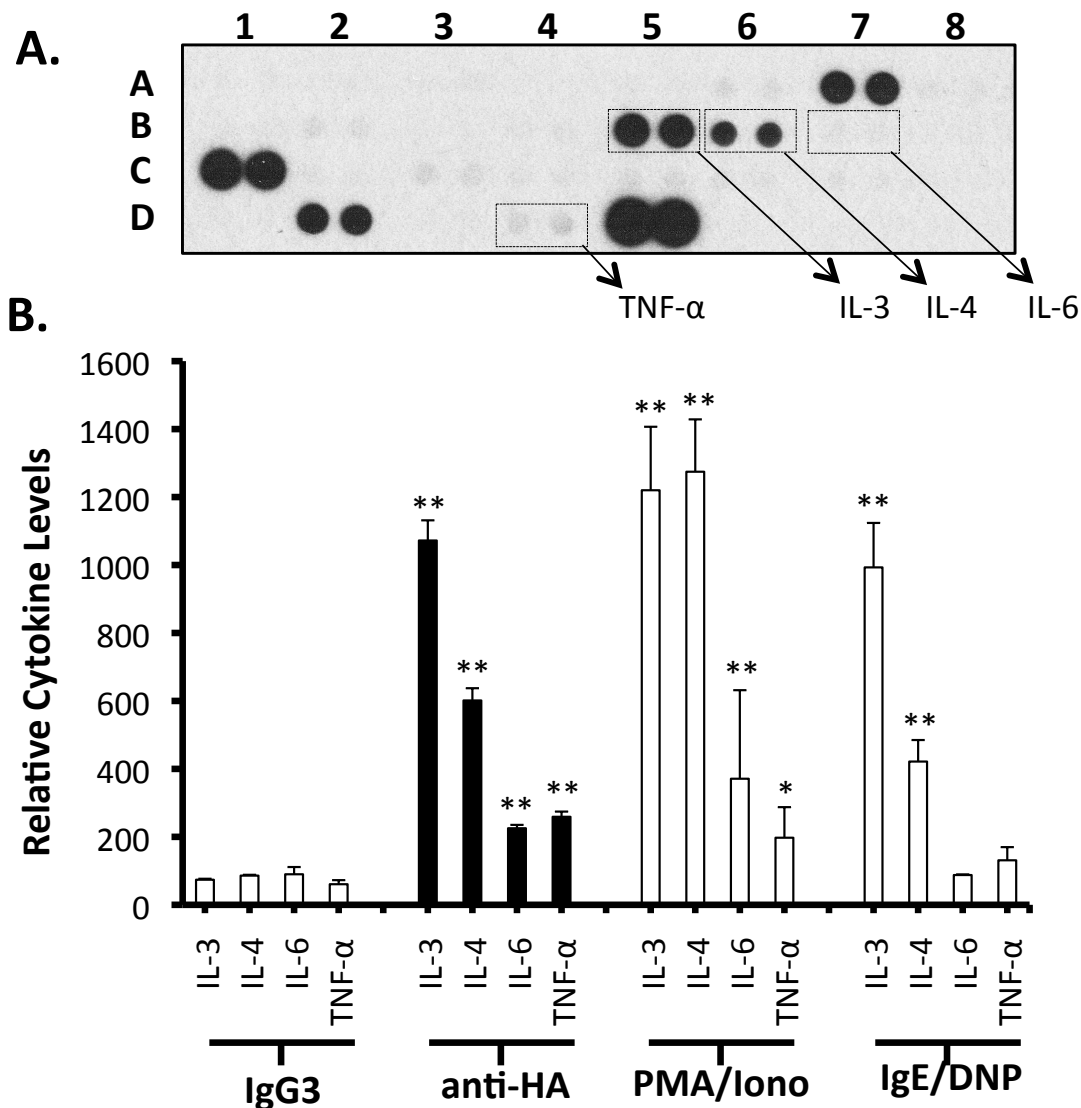 A.
1 2 3 4 5 6 7 8
A
B
C
D
TNF-α IL-3 IL-4 IL-6
B.
Relative Cytokine Levels
1600
1400
1200
1000
800
600
400
200
0
** ** ** ** ** ** ** * ** **
IL-3 IL-4 IL-6 TNF-α IL-3 IL-4 IL-6 TNF-α IL-3 IL-4 IL-6 TNF-α IL-3 IL-4 IL-6 TNF-α
IgG3 anti-HA PMA/Iono IgE/DNP